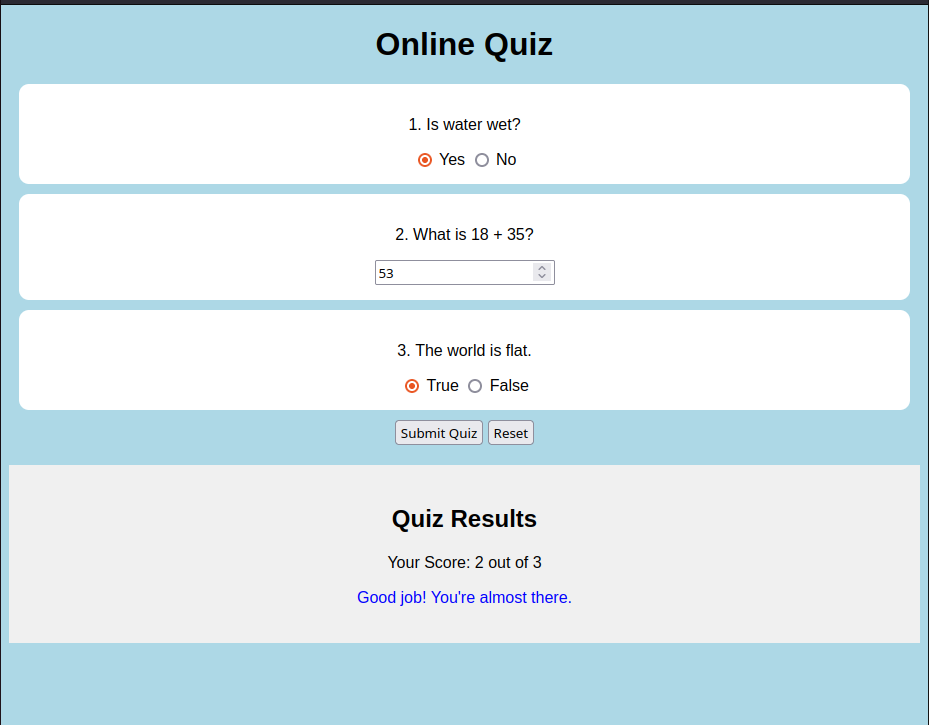 Online Quiz
1. Is water wet?
Yes No
2. What is 18 + 35?
53
3. The world is flat.
True False
Submit Quiz Reset
Quiz Results
Your Score: 2 out of 3
Good job! You're almost there.